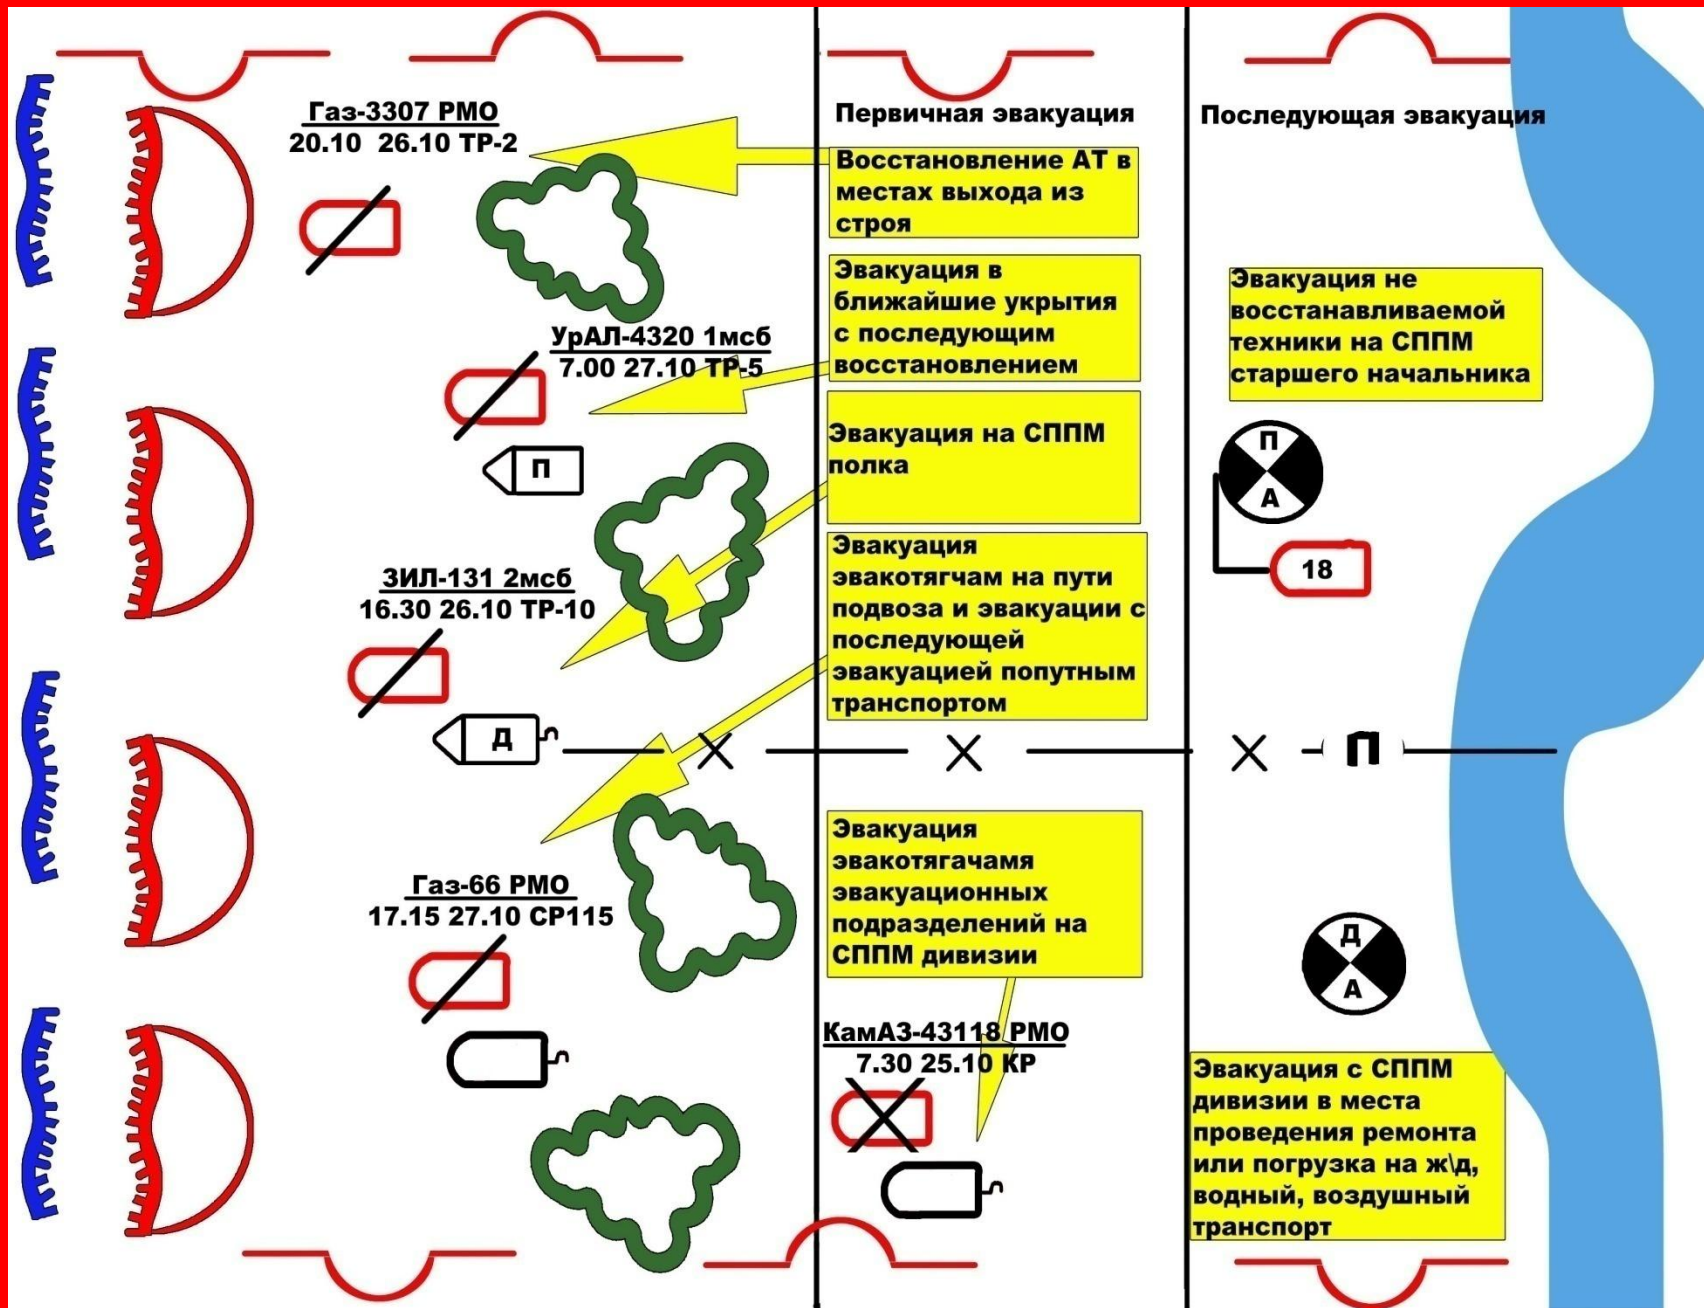 Газ-3307 РМО
20.10 26.10 ТР-2
УрАЛ-4320 1мсб
7.00 27.10 ТР-5
П
ЗИЛ-131 2мсб
16.30 26.10 ТР-10
Д
Газ-66 РМО
17.15 27.10 СР115
Первичная эвакуация
Восстановление АТ в
местах выхода из
строя
Эвакуация в
ближайшие укрытия
с последующим
восстановлением
Эвакуация на СППМ
полка
Эвакуация
эвакотягчам на пути
подвоза и эвакуации с
последующей
эвакуацией попутным
транспортом
Эвакуация
эвакотягачамя
эвакуационных
подразделений на
СППМ дивизии
КамАЗ-43118 РМО
7.30 25.10 КР
Последующая эвакуация
Эвакуация не
восстанавливаемой
техники на СППМ
старшего начальника
П
А
18
П
Д
А
Эвакуация с СППМ
дивизии в места
проведения ремонта
или погрузка на ж\д,
водный, воздушный
транспорт